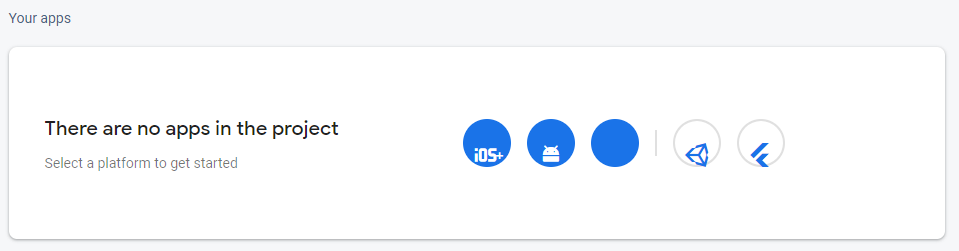 Your apps
There are no apps in the project
Select a platform to get started
iOS+